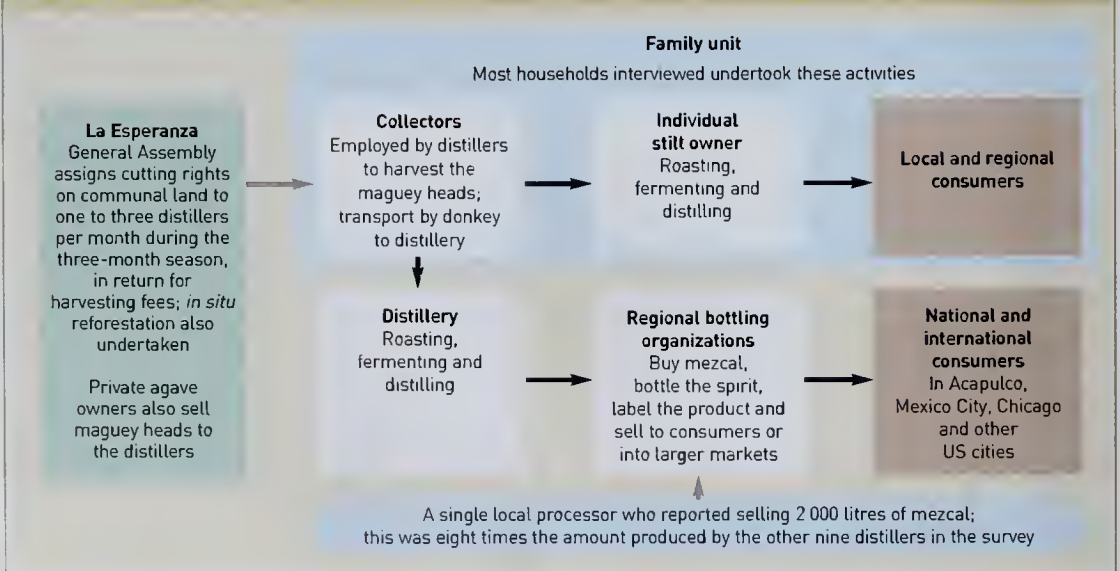 Family unit
Most households interviewed undertook these activities
La Esperanza
General Assembly
assigns cutting rights
on communal land to
one to three distillers
per month during the
three-month season,
in return for
harvesting fees; in situ
reforestation also
undertaken
Private agave
owners also sell
maguey heads to
the distillers
Collectors
Employed by distillers
to harvest the
maguey heads;
transport by donkey
to distillery
Individual
stilt owner
Roasting,
fermenting and
distilling
Local and regional
consumers
Distillery
Roasting,
fermenting and
distilling
Regional bottling
organizations
Buy mezcal,
bottle the spirit,
label the product and
sell to consumers or
into larger markets
National and
international
consumers
In Acapulco,
Mexico City, Chicago
and other
US cities
A single local processor who reported selling 2 000 litres of mezcal;
this was eight times the amount produced by the other nine distillers in the survey